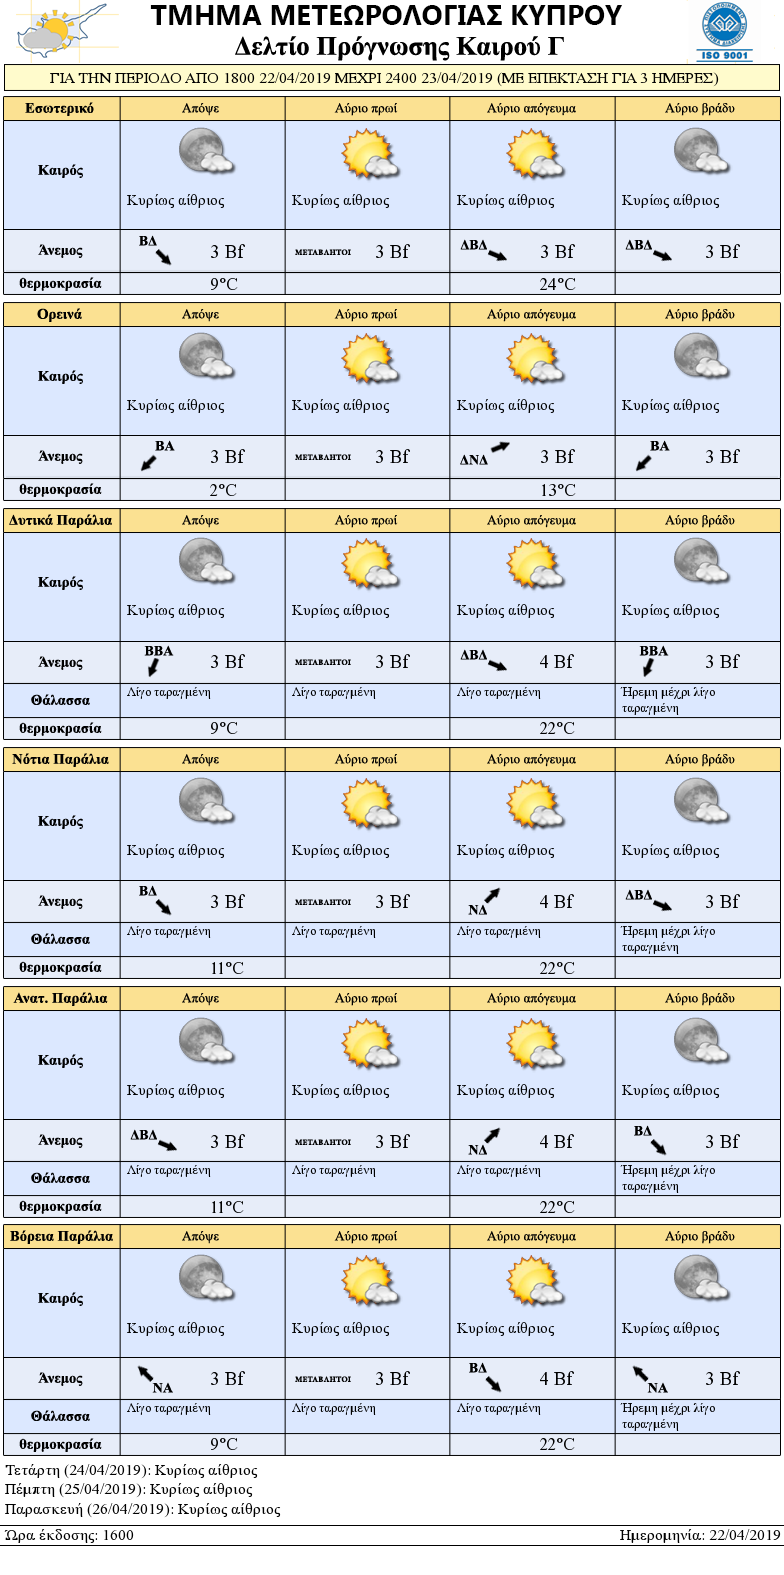 ΤΜΗΜΑ ΜΕΤΕΩΡΟΛΟΓΙΑΣ ΚΥΠΡΟΥ
Δελτίο Πρόγνωσης Καιρού Γ
ISO 9001
ΓΙΑ ΤΗΝ ΠΕΡΙΟΔΟ ΑΠΟ 1800 22/04/2019 ΜΕΧΡΙ 2400 23/04/2019 (ΜΕ ΕΠΕΚΤΑΣΗ ΓΙΑ 3 ΗΜΕΡΕΣ)
Εσωτερικό Απόψε Αύριο πρωί Αύριο απόγευμα Αύριο βράδυ
Καιρός
Κυρίως αίθριος Κυρίως αίθριος Κυρίως αίθριος Κυρίως αίθριος
Άνεμος ΒΔ 3 Bf ΜΕΤΑΒΛΗΤΟΙ 3 Bf ΔΒΔ 3 Bf ΔΒΔ 3 Bf
θερμοκρασία 9°C 24°C
Ορεινά Απόψε Αύριο πρωί Αύριο απόγευμα Αύριο βράδυ
Καιρός
Κυρίως αίθριος Κυρίως αίθριος Κυρίως αίθριος Κυρίως αίθριος
Άνεμος ΒΑ 3 Bf ΜΕΤΑΒΛΗΤΟΙ 3 Bf ΔΝΔ 3 Bf ΒΑ 3 Bf
θερμοκρασία 2°C 13°C
Δυτικά Παράλια Απόψε Αύριο πρωί Αύριο απόγευμα Αύριο βράδυ
Καιρός
Κυρίως αίθριος Κυρίως αίθριος Κυρίως αίθριος Κυρίως αίθριος
Άνεμος ΒΒΑ 3 Bf ΜΕΤΑΒΛΗΤΟΙ 3 Bf ΔΒΔ 4 Bf ΒΒΑ 3 Bf
Θάλασσα Λίγο ταραγμένη Λίγο ταραγμένη Λίγο ταραγμένη Ήρεμη μέχρι λίγο
ταραγμένη
θερμοκρασία 9°C 22°C
Νότια Παράλια Απόψε Αύριο πρωί Αύριο απόγευμα Αύριο βράδυ
Καιρός
Κυρίως αίθριος Κυρίως αίθριος Κυρίως αίθριος Κυρίως αίθριος
Άνεμος ΒΔ 3 Bf ΜΕΤΑΒΛΗΤΟΙ 3 Bf ΝΔ 4 Bf ΔΒΔ 3 Bf
Θάλασσα Λίγο ταραγμένη Λίγο ταραγμένη Λίγο ταραγμένη Ήρεμη μέχρι λίγο
ταραγμένη
θερμοκρασία 11°C 22°C
Ανατ. Παράλια Απόψε Αύριο πρωί Αύριο απόγευμα Αύριο βράδυ
Καιρός
Κυρίως αίθριος Κυρίως αίθριος Κυρίως αίθριος Κυρίως αίθριος
Άνεμος ΔΒΔ 3 Bf ΜΕΤΑΒΛΗΤΟΙ 3 Bf ΝΔ 4 Bf ΒΔ 3 Bf
Θάλασσα Λίγο ταραγμένη Λίγο ταραγμένη Λίγο ταραγμένη Ήρεμη μέχρι λίγο
ταραγμένη
θερμοκρασία 11°C 22°C
Βόρεια Παράλια Απόψε Αύριο πρωί Αύριο απόγευμα Αύριο βράδυ
Καιρός
Κυρίως αίθριος Κυρίως αίθριος Κυρίως αίθριος Κυρίως αίθριος
Άνεμος ΝΑ 3 Bf ΜΕΤΑΒΛΗΤΟΙ 3 Bf ΒΔ 4 Bf ΝΑ 3 Bf
Θάλασσα Λίγο ταραγμένη Λίγο ταραγμένη Λίγο ταραγμένη Ήρεμη μέχρι λίγο
ταραγμένη
θερμοκρασία 9°C 22°C
Τετάρτη (24/04/2019): Κυρίως αίθριος
Πέμπτη (25/04/2019): Κυρίως αίθριος
Παρασκευή (26/04/2019): Κυρίως αίθριος
Ώρα έκδοσης: 1600 Ημερομηνία: 22/04/2019